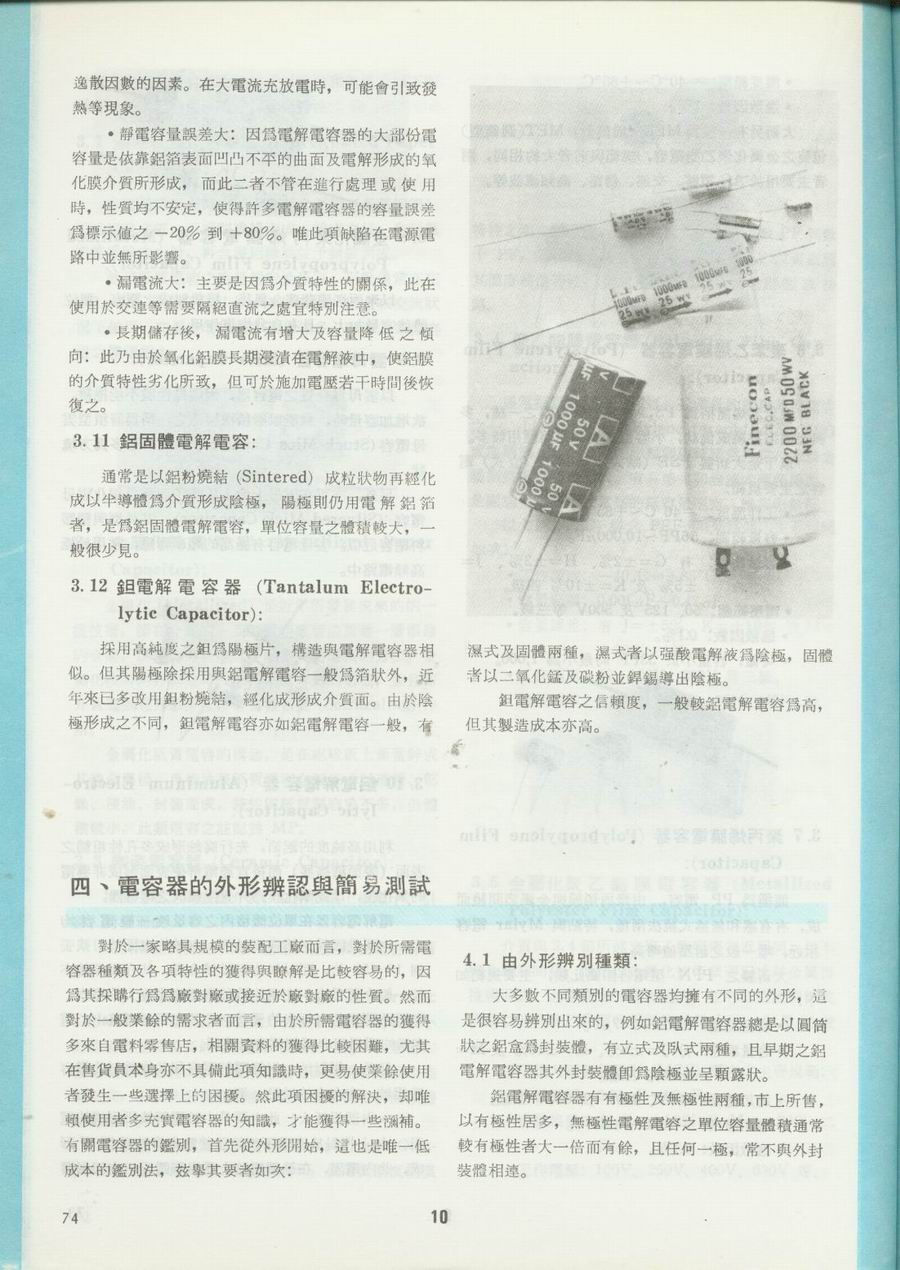 逸散因數的因素。在大電流充放電時，可能會引致發
熱等現象。
• 靜電容量誤差大：因爲電解電容器的大部份電
容量是依靠鋁箔表面凹凸不平的曲面及電解形成的氧
化膜介質所形成，而此二者不管在進行處理或使用
時，性質均不安定，使得許多電解電容器的容量誤差
爲標示值之 −20% 到 +80%。唯此項缺陷在電源電
路中並無所影響。
• 漏電流大：主要是因爲介質特性的關係，此在
使用於交連等需要隔絕直流之處宜特別注意。
• 長期儲存後，漏電流有增大及容量降低之傾
向：此乃由於氧化鋁膜長期浸漬在電解液中，使鋁膜
的介質特性劣化所致，但可於施加電壓若干時間後恢
復之。
3.11 鋁固體電解電容：
通常是以鋁粉燒結 (Sintered) 成粒狀物再經化
成以半導體爲介質形成陰極，陽極則仍用電解鋁箔
者，是爲鋁固體電解電容，單位容量之體積較大，一
般很少見。
3.12 鉭電解電容器 (Tantalum Electro-
lytic Capacitor)：
採用高純度之鉭爲陽極片，構造與電解電容器相
似。但其陽極除採用與鋁電解電容一般爲箔狀外，近
年來已多改用鉭粉燒結，經化成形成介質面。由於陰
極形成之不同，鉭電解電容亦如鋁電解電容一般，有
1000MFD 1000MFD 1000
25 WV 25 WV 25
1000µF 1000µ
50V 50
Finecon
ELEC.CAP
2200 MFD 50WV
NEG BLACK
濕式及固體兩種，濕式者以强酸電解液爲陰極，固體
者以二氧化錳及碳粉並銲錫導出陰極。
鉭電解電容之信賴度，一般較鋁電解電容爲高，
但其製造成本亦高。
四、電容器的外形辨認與簡易測試
對於一家略具規模的裝配工廠而言，對於所需電
容器種類及各項特性的獲得與瞭解是比較容易的，因
爲其採購行爲爲廠對廠或接近於廠對廠的性質。然而
對於一般業餘的需求者而言，由於所需電容器的獲得
多來自電料零售店，相關資料的獲得比較困難，尤其
在售貨員本身亦不具備此項知識時，更易使業餘使用
者發生一些選擇上的困擾。然此項困擾的解決，却唯
賴使用者多充實電容器的知識，才能獲得一些彌補。
有關電容器的鑑別，首先從外形開始，這也是唯一低
成本的鑑別法，玆舉其要者如次：
4.1 由外形辨別種類：
大多數不同類別的電容器均擁有不同的外形，這
是很容易辨別出來的，例如鋁電解電容器總是以圓筒
狀之鋁盒爲封裝體，有立式及臥式兩種，且早期之鋁
電解電容器其外封裝體卽爲陰極並呈顆露狀。
鋁電解電容器有有極性及無極性兩種，市上所售，
以有極性居多，無極性電解電容之單位容量體積通常
較有極性者大一倍而有餘，且任何一極，常不與外封
裝體相連。
74
10